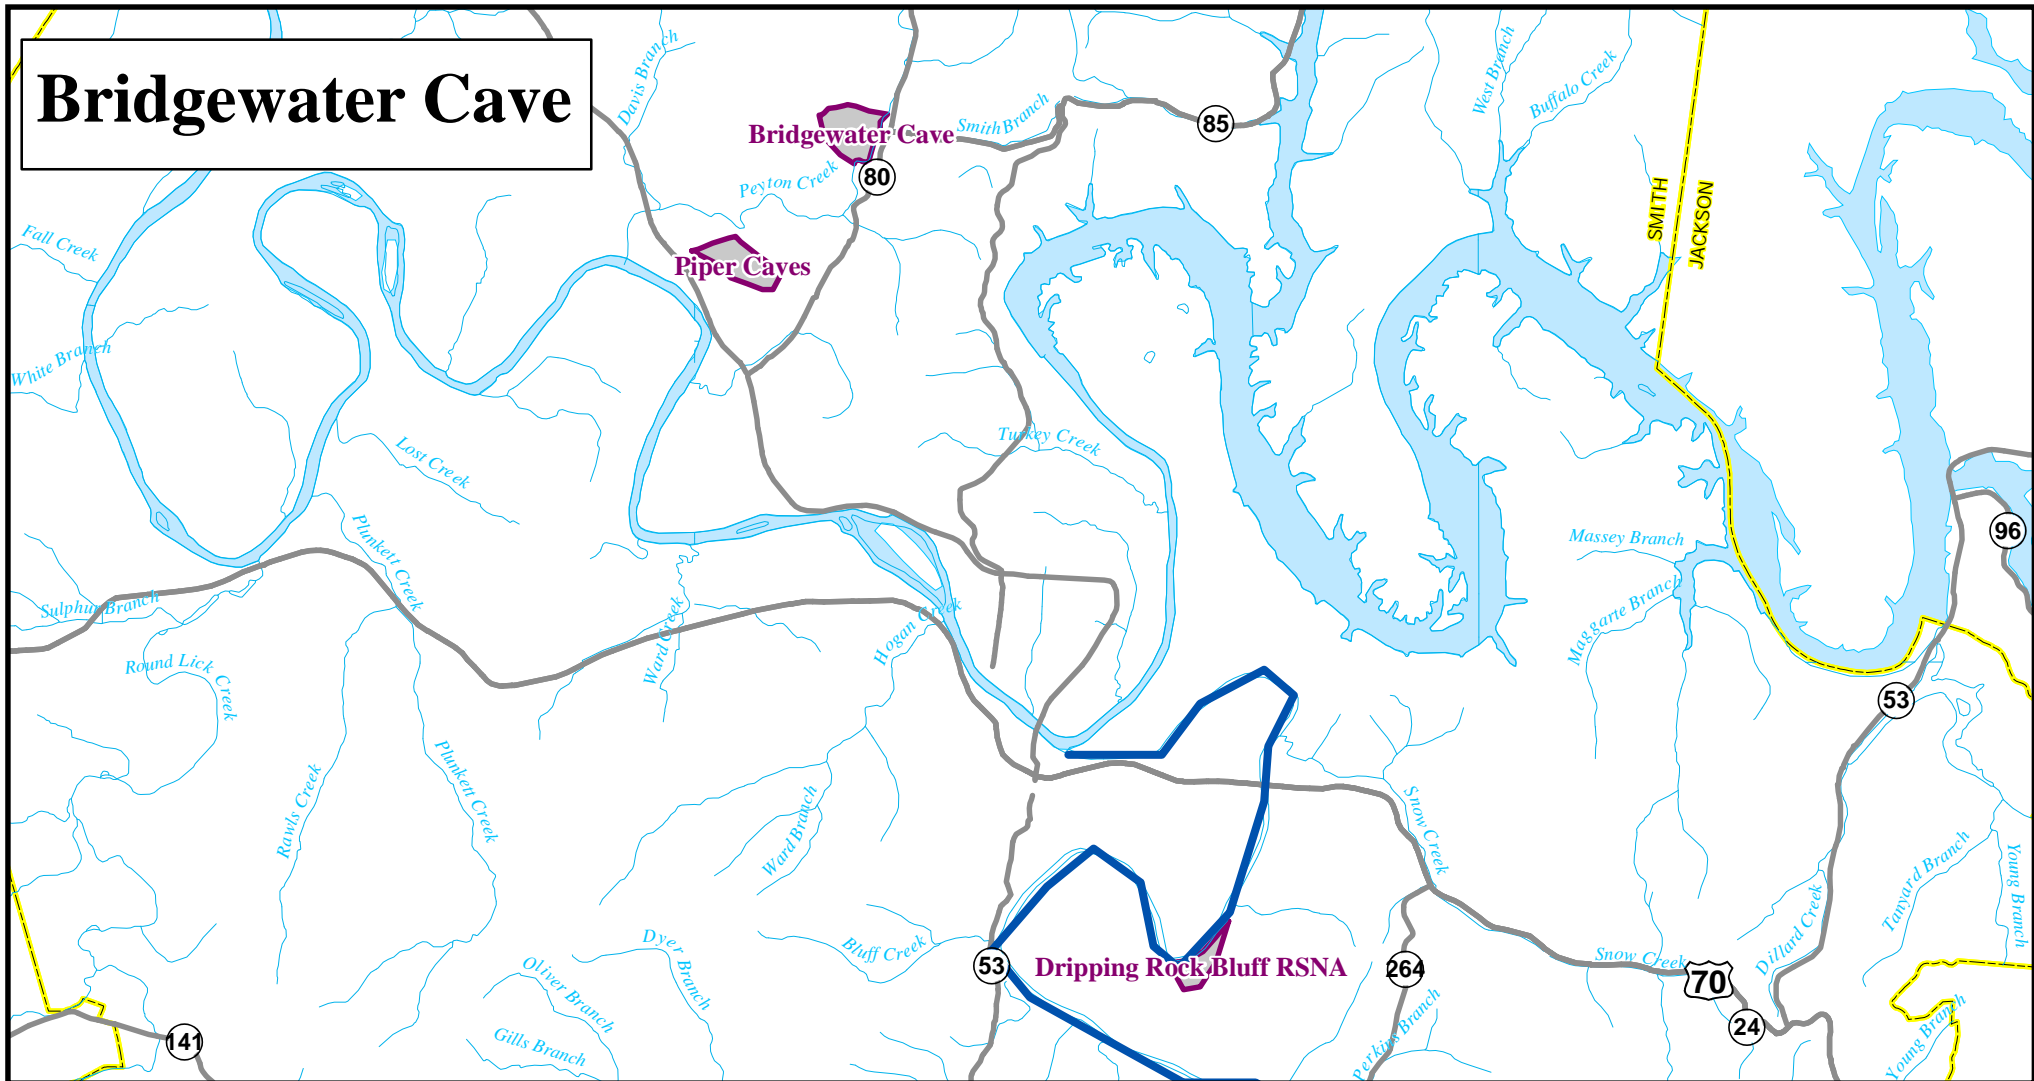 Bridgewater Cave
Davis Branch
Bridgewater Cave
Smith Branch
85
West Branch
Buffalo Creek
80
Peyton Creek
SMITH
JACKSON
Fall Creek
Piper Caves
White Branch
Lost Creek
Turkey Creek
Plunkett Creek
96
Massey Branch
Sulphur Branch
Ward Creek
Hogan Creek
Maggarte Branch
Round Lick Creek
53
Rawls Creek
Plunkett Creek
Ward Branch
Snow Creek
Tanyard Branch
Young Branch
Dyer Branch
Bluff Creek
53
Dripping Rock Bluff RSNA
264
Snow Creek
70
Dillard Creek
Oliver Branch
24
141
Gills Branch
Perkins Branch
Young Branch